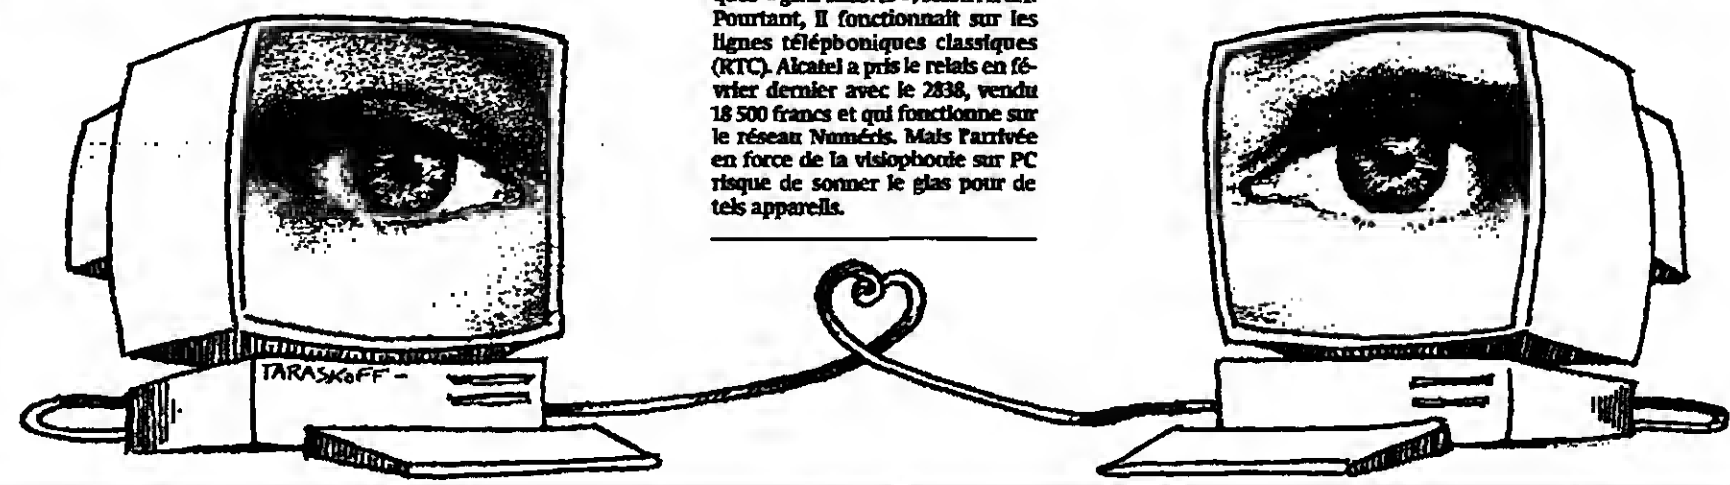 Pourtant, Il fonctionnait sur les
lignes téléphoniques classiques
(RTC). Alcatel a pris le relais en fé-
vrier dernier avec le 2838, vendu
18 500 francs et qui fonctionne sur
le réseau Numéris. Mais l'arrivée
en force de la visiophonie sur PC
risque de sonner le glas pour de
tels appareils.
TARASKOFF -